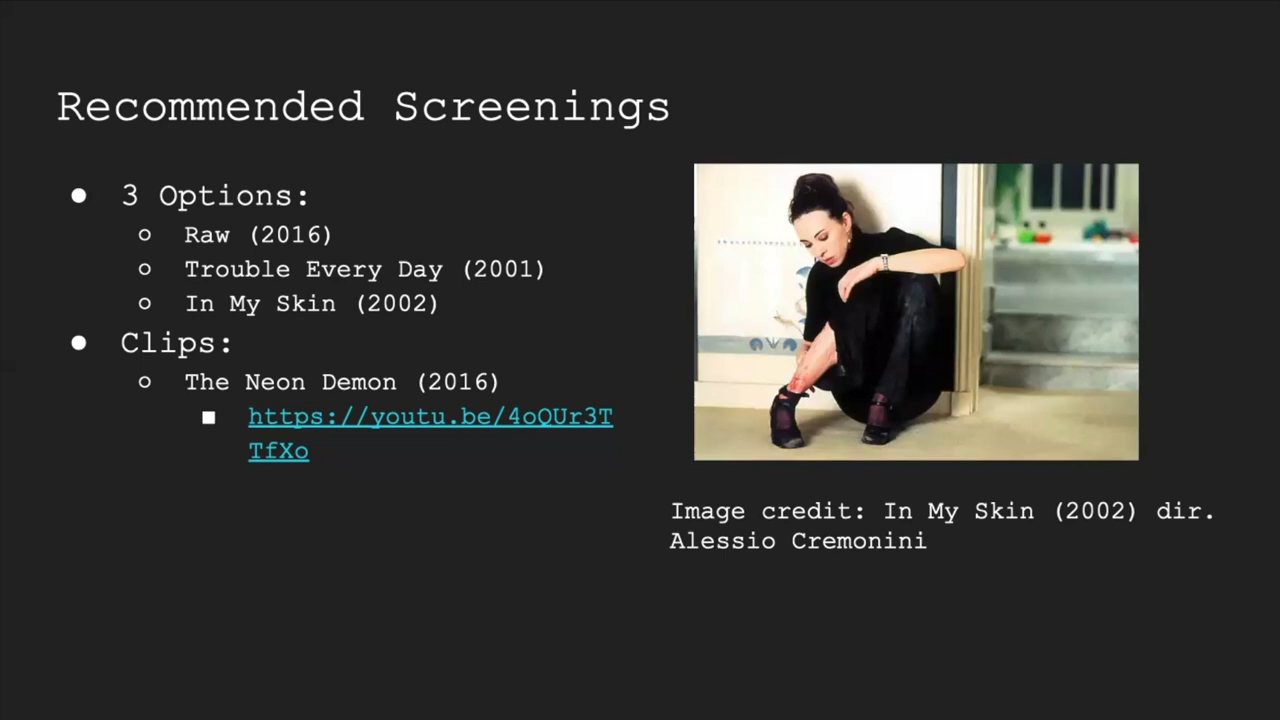 Recommended Screenings
● 3 Options:
○ Raw (2016)
○ Trouble Every Day (2001)
○ In My Skin (2002)
● Clips:
○ The Neon Demon (2016)
■ https://youtu.be/4oQUr3T
TfXo
Image credit: In My Skin (2002) dir.
Alessio Cremonini